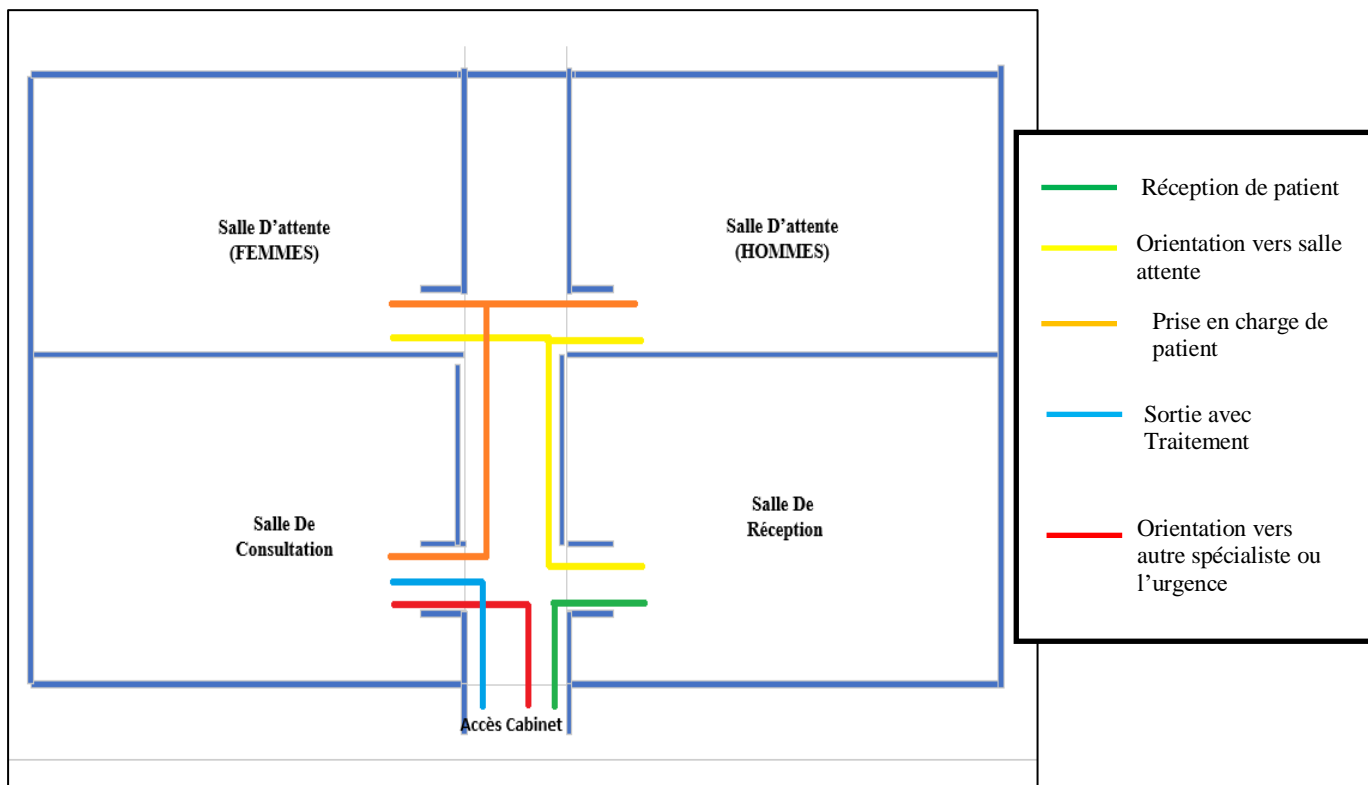 Salle D'attente
(FEMMES)
Salle D'attente
(HOMMES)
Salle De
Consultation
Salle De
Réception
Accès Cabinet
Réception de patient
Orientation vers salle
attente
Prise en charge de
patient
Sortie avec
Traitement
Orientation vers
autre spécialiste ou
l’urgence